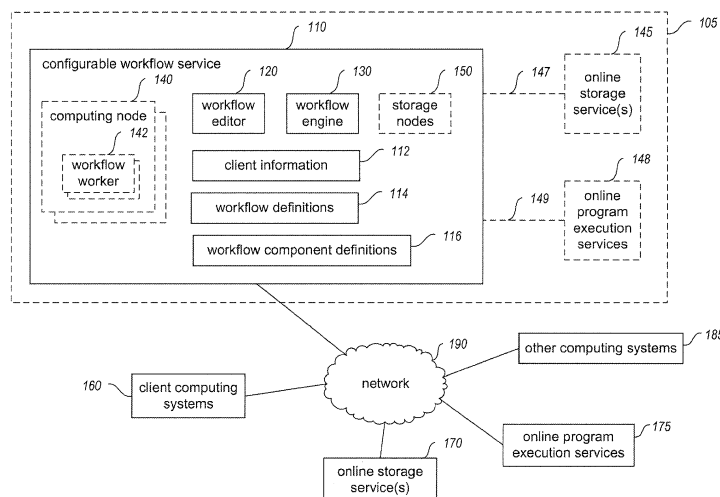 110
105
configurable workflow service
140
computing node
142
workflow
worker
120
workflow
editor
130
workflow
engine
150
storage
nodes
client information
112
workflow definitions
114
workflow component definitions
116
147
145
online
storage
service(s)
149
148
online
program
execution
services
190
network
160
client computing
systems
185
other computing systems
175
online program
execution services
170
online storage
service(s)